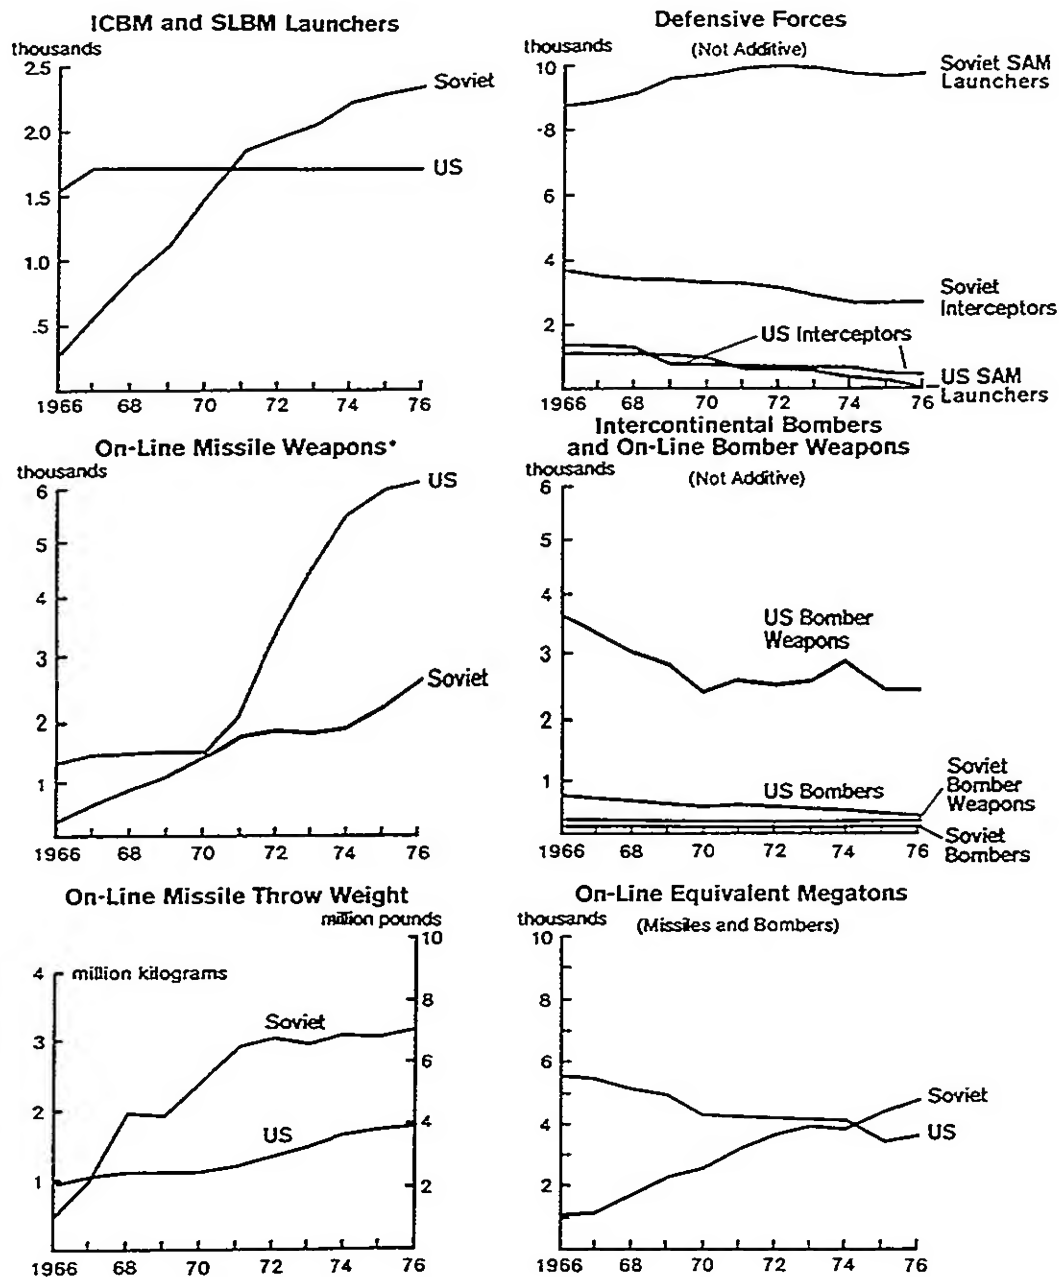 ICBM and SLBM Launchers
thousands
2.5
2.0
1.5
1.0
.5
Soviet
US
1966 68 70 72 74 76
Defensive Forces
(Not Additive)
thousands
10
-8
6
4
2
Soviet SAM
Launchers
Soviet
Interceptors
US Interceptors
US SAM
Launchers
1966 68 70 72 74 76
On-Line Missile Weapons*
thousands
6
5
4
3
2
1
US
Soviet
1966 68 70 72 74 76
Intercontinental Bombers
and On-Line Bomber Weapons
(Not Additive)
thousands
6
5
4
3
2
1
US Bomber
Weapons
US Bombers
Soviet
Bomber
Weapons
Soviet
Bombers
1966 68 70 72 74 76
On-Line Missile Throw Weight
million pounds
10
8
6
4
2
million kilograms
4
3
2
1
Soviet
US
1966 68 70 72 74 76
On-Line Equivalent Megatons
(Missiles and Bombers)
thousands
10
8
6
4
2
Soviet
US
1966 68 70 72 74 76